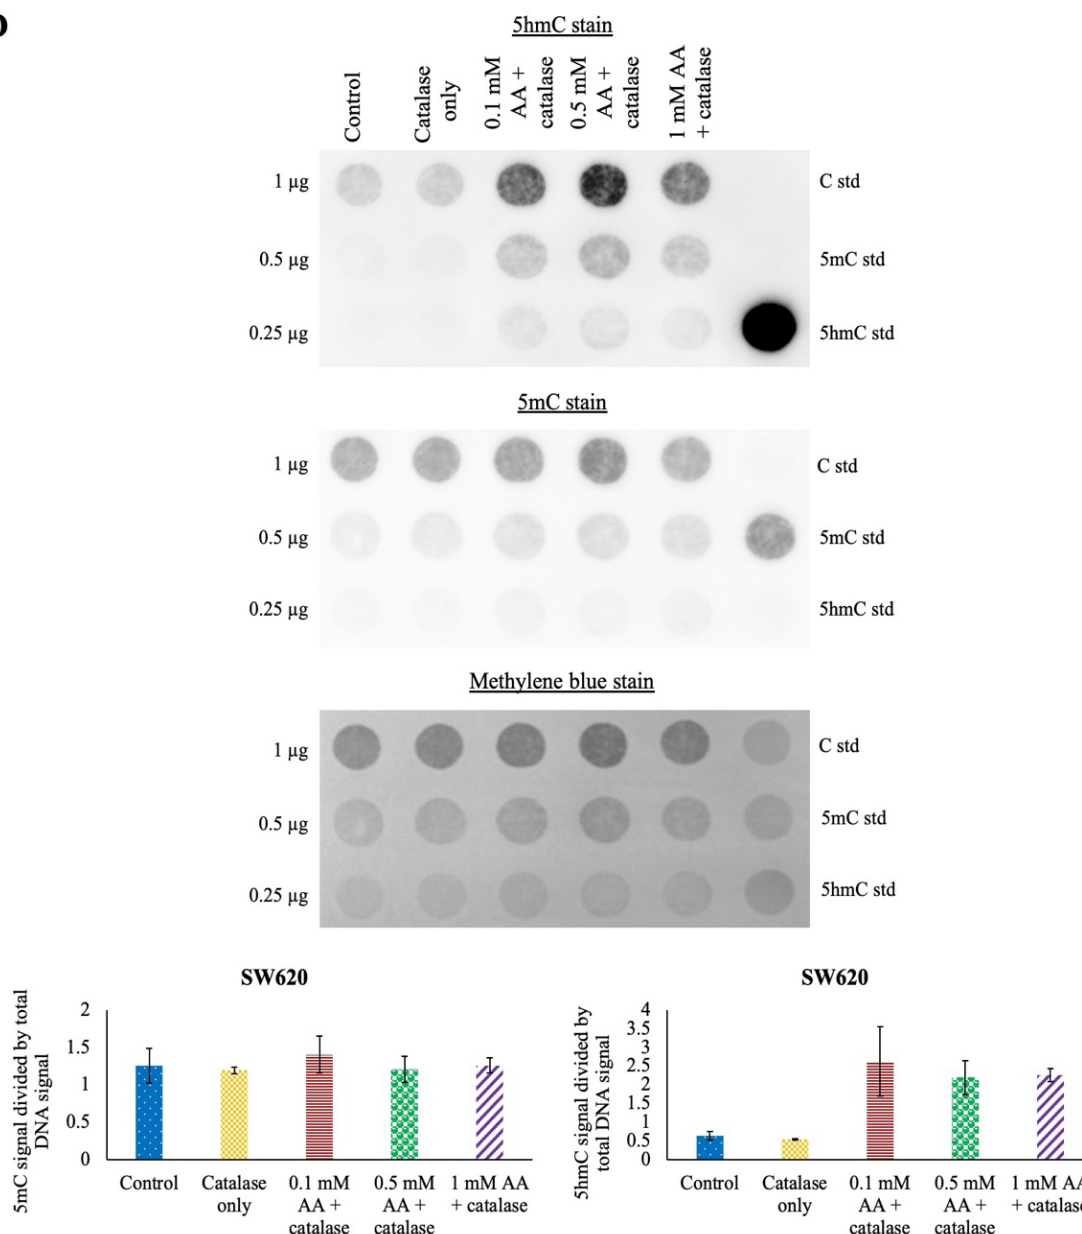 5hmC stain
Control
Catalase
only
0.1 mM
AA +
catalase
0.5 mM
AA +
catalase
1 mM AA
+ catalase
1 µg
C std
0.5 µg
5mC std
0.25 µg
5hmC std
5mC stain
1 µg
C std
0.5 µg
5mC std
0.25 µg
5hmC std
Methylene blue stain
1 µg
C std
0.5 µg
5mC std
0.25 µg
5hmC std
SW620
5mC signal divided by total
DNA signal
2
1.5
1
0.5
0
Control
Catalase
only
0.1 mM
AA +
catalase
0.5 mM
AA +
catalase
1 mM AA
+ catalase
SW620
5hmC signal divided by
total DNA signal
4
3.5
3
2.5
2
1.5
1
0.5
0
Control
Catalase
only
0.1 mM
AA +
catalase
0.5 mM
AA +
catalase
1 mM AA
+ catalase